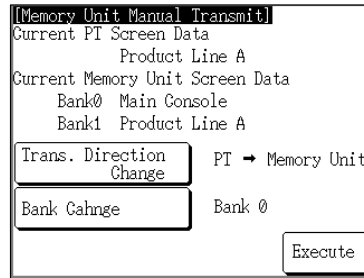 [Memory Unit Manual Transmit]
Current PT Screen Data
Product Line A
Current Memory Unit Screen Data
Bank0 Main Console
Bank1 Product Line A
Trans. Direction
Change
PT → Memory Unit
Bank Cahnge
Bank 0
Execute